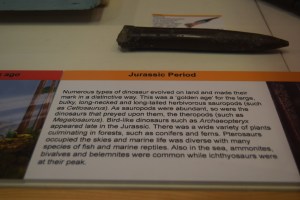 r ago
Jurassic Period
Numerous types of dinosaur evolved on land and made their
mark in a distinctive way. This was a 'golden age' for the large,
bulky, long-necked and long-tailed herbivorous sauropods (such
as Cetiosaurus). As sauropods were abundant, so were the
dinosaurs that preyed upon them, the theropods (such as
Megalosaurus). Bird-like dinosaurs such as Archaeopteryx
appeared late in the Jurassic. There was a wide variety of plants
culminating in forests, such as conifers and ferns. Pterosaurs
occupied the skies and marine life was diverse with many
species of fish and marine reptiles. Also in the sea, ammonites,
bivalves and belemnites were common while ichthyosaurs were
at their peak.